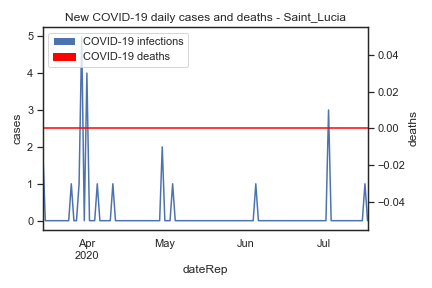 New COVID-19 daily cases and deaths - Saint_Lucia
COVID-19 infections
COVID-19 deaths
5
4
3
2
1
0
cases
0.04
0.02
0.00
−0.02
−0.04
deaths
Apr
2020
May
Jun
Jul
dateRep